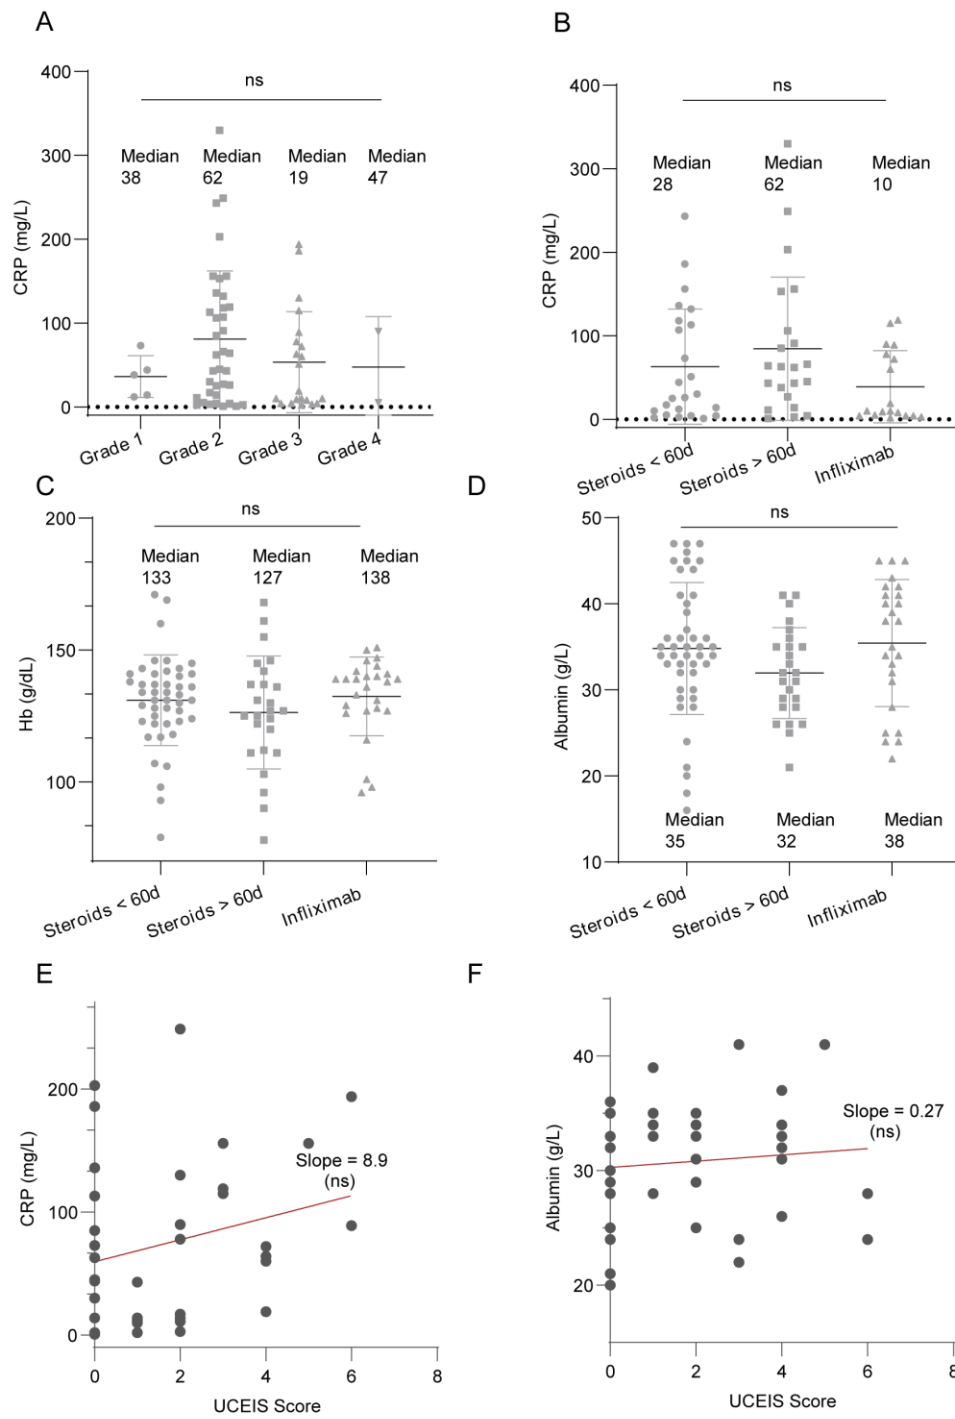 A
400
300
200
100
0
CRP (mg/L)
ns
Median
38
Median
62
Median
19
Median
47
Grade 1
Grade 2
Grade 3
Grade 4
B
400
300
200
100
0
CRP (mg/L)
ns
Median
28
Median
62
Median
10
Steroids < 60d
Steroids > 60d
Infliximab
C
200
150
100
Hb (g/dL)
ns
Median
133
Median
127
Median
138
Steroids < 60d
Steroids > 60d
Infliximab
D
50
40
30
20
10
Albumin (g/L)
ns
Median
35
Median
32
Median
38
Steroids < 60d
Steroids > 60d
Infliximab
E
200
100
0
CRP (mg/L)
Slope = 8.9
(ns)
0
2
4
6
8
UCEIS Score
F
40
30
20
Albumin (g/L)
Slope = 0.27
(ns)
0
2
4
6
8
UCEIS Score